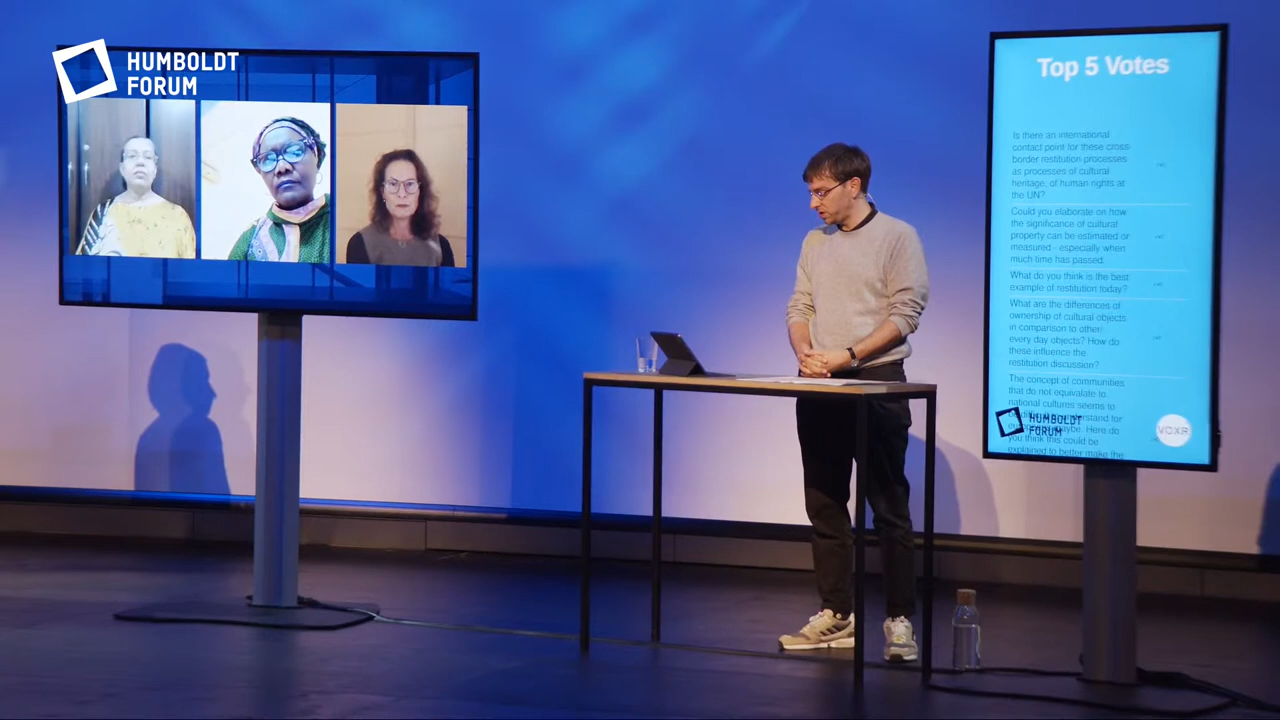 HUMBOLDT
FORUM
Top 5 Votes
Is there an international
contact point for these cross-
border restitution processes
as processes of cultural
heritage, of human rights at
the UN?
Could you elaborate on how
the significance of cultural
property can be estimated or
measured - especially when
much time has passed.
What do you think is the best
example of restitution today?
What are the differences of
ownership of cultural objects
in comparison to other
every day objects? How do
these influence the
restitution discussion?
The concept of communities
that do not equivalate to
national cultures seems to
understand for
maybe. Here do
you think this could be
explained to better make the
HUMBOLDT
FORUM
VOXR